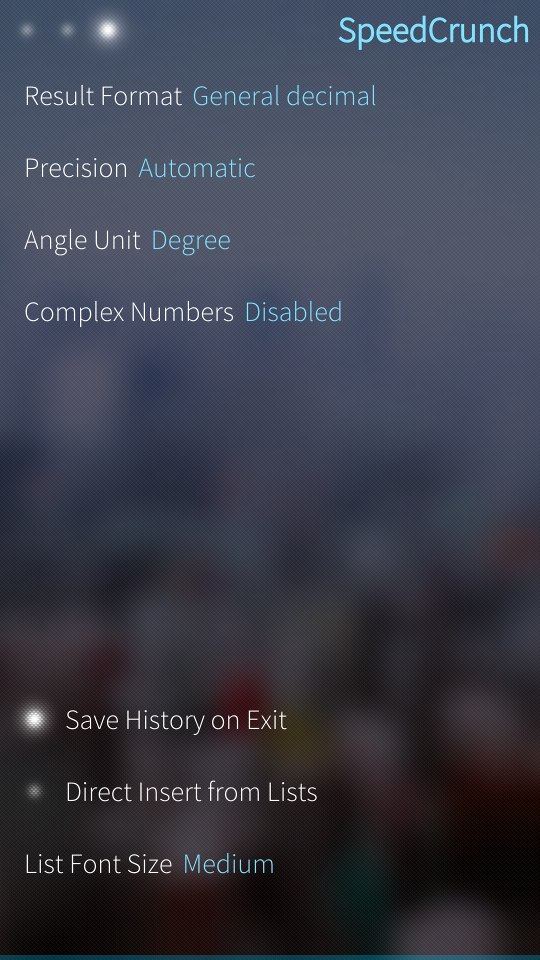 SpeedCrunch
Result Format General decimal
Precision Automatic
Angle Unit Degree
Complex Numbers Disabled
Save History on Exit
Direct Insert from Lists
List Font Size Medium